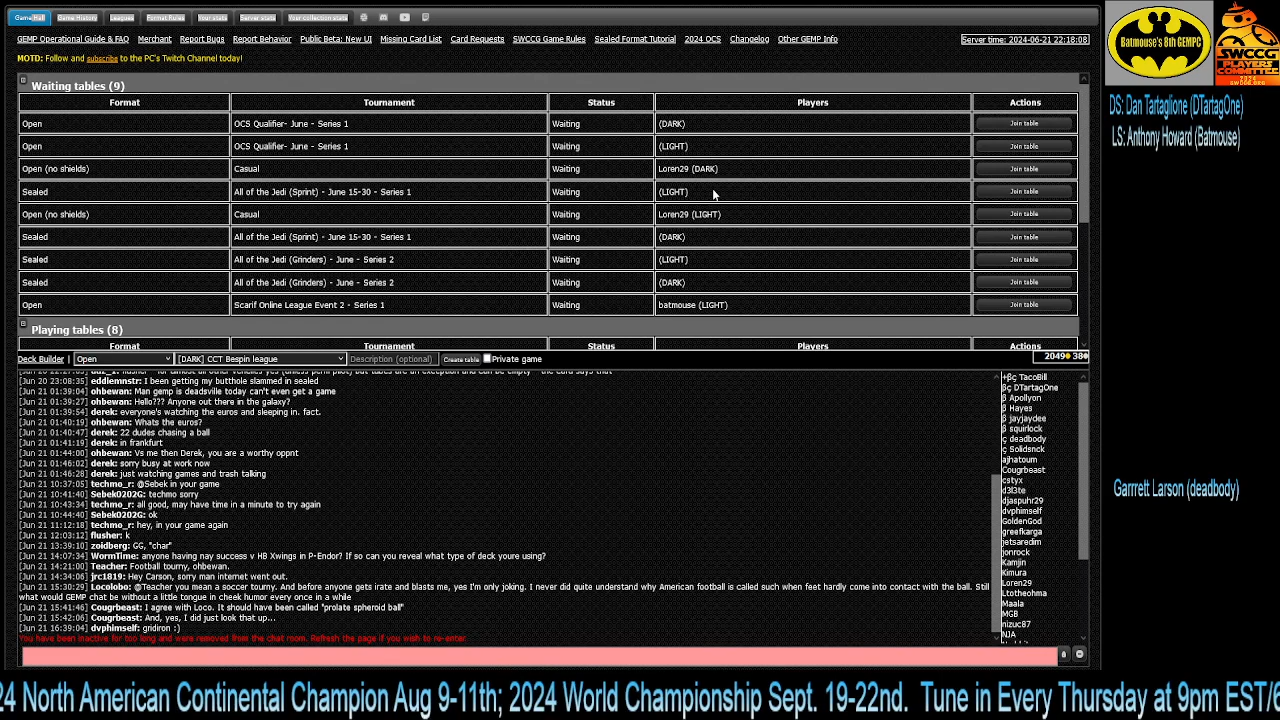 Game Hall Game History Leagues Format Rules Your stats Server stats Your collection stats
GEMP Operational Guide & FAQ Merchant Report Bugs Report Behavior Public Beta: New UI Missing Card List Card Requests SWCCG Game Rules Sealed Format Tutorial 2024 OCS Changelog Other GEMP Info Server time: 2024-06-21 22:18:08
MOTD: Follow and subscribe to the PC's Twitch Channel today!
Waiting tables (9)
Format Tournament Status Players Actions
Open OCS Qualifier- June - Series 1 Waiting (DARK) Join table
Open OCS Qualifier- June - Series 1 Waiting (LIGHT) Join table
Open (no shields) Casual Waiting Loren29 (DARK) Join table
Sealed All of the Jedi (Sprint) - June 15-30 - Series 1 Waiting (LIGHT) Join table
Open (no shields) Casual Waiting Loren29 (LIGHT) Join table
Sealed All of the Jedi (Sprint) - June 15-30 - Series 1 Waiting (DARK) Join table
Sealed All of the Jedi (Grinders) - June - Series 2 Waiting (LIGHT) Join table
Sealed All of the Jedi (Grinders) - June - Series 2 Waiting (DARK) Join table
Open Scarif Online League Event 2 - Series 1 Waiting batmouse (LIGHT) Join table
Playing tables (8)
Format Tournament Status Players Actions
Deck Builder | Open [DARK] CCT Bespin league Description (optional) Create table Private game 2049 38
[Jun 20 23:08:35] eddiemnstr: I been getting my butthole slammed in sealed
[Jun 21 01:39:04] ohbewan: Man gemp is deadsville today can't even get a game
[Jun 21 01:39:27] ohbewan: Hello??? Anyone out there in the galaxy?
[Jun 21 01:39:54] derek: everyone's watching the euros and sleeping in. fact.
[Jun 21 01:40:19] ohbewan: Whats the euros?
[Jun 21 01:40:47] derek: 22 dudes chasing a ball
[Jun 21 01:41:19] derek: in frankfurt
[Jun 21 01:44:00] ohbewan: Vs me then Derek, you are a worthy oppnt
[Jun 21 01:46:02] derek: sorry busy at work now
[Jun 21 01:46:28] derek: just watching games and trash talking
[Jun 21 10:37:05] techmo_r: @Sebek in your game
[Jun 21 10:41:40] Sebek0202G: techmo sorry
[Jun 21 10:43:34] techmo_r: all good, may have time in a minute to try again
[Jun 21 10:44:40] Sebek0202G: ok
[Jun 21 11:12:18] techmo_r: hey, in your game again
[Jun 21 12:03:12] flusher: k
[Jun 21 13:39:10] zoidberg: GG, "char"
[Jun 21 14:07:34] WormTime: anyone having nay success v HB Xwings in P-Endor? If so can you reveal what type of deck youre using?
[Jun 21 14:21:00] Teacher: Football tourny, ohbewan.
[Jun 21 14:34:06] jrc1819: Hey Carson, sorry man internet went out.
[Jun 21 15:30:29] Locolobo: @Teacher you mean a soccer tourny. And before anyone gets irate and blasts me, yes I'm only joking. I never did quite understand why American football is called such when feet hardly come into contact with the ball. Still
what would GEMP chat be without a little tongue in cheek humor every once in a while
[Jun 21 15:41:46] Cougrbeast: I agree with Loco. It should have been called "prolate spheroid ball"
[Jun 21 15:42:06] Cougrbeast: And, yes, I did just look that up...
[Jun 21 16:39:04] dvphimself: gridiron :)
You have been inactive for too long and were removed from the chat room. Refresh the page if you wish to re-enter.
+βç TacoBill
βç DTartagOne
β Apollyon
β Hayes
β jayjaydee
β squirlock
ç deadbody
ç Solidsnck
ajhatoum
Cougrbeast
cstyx
d3l3te
djaspuhr29
dvphimself
GoldenGod
greefkarga
jetsaredim
jonrock
Kamjin
Kimura
Loren29
Ltotheohma
Maala
MGB
nizuc87
NJA
Batmouse's 8th GEMPC
SWCCG
PLAYERS
COMMITTEE
DS: Dan Tartaglione (DTartagOne)
LS: Anthony Howard (Batmouse)
Garrrett Larson (deadbody)
24 North American Continental Champion Aug 9-11th; 2024 World Championship Sept. 19-22nd. Tune in Every Thursday at 9pm EST/6